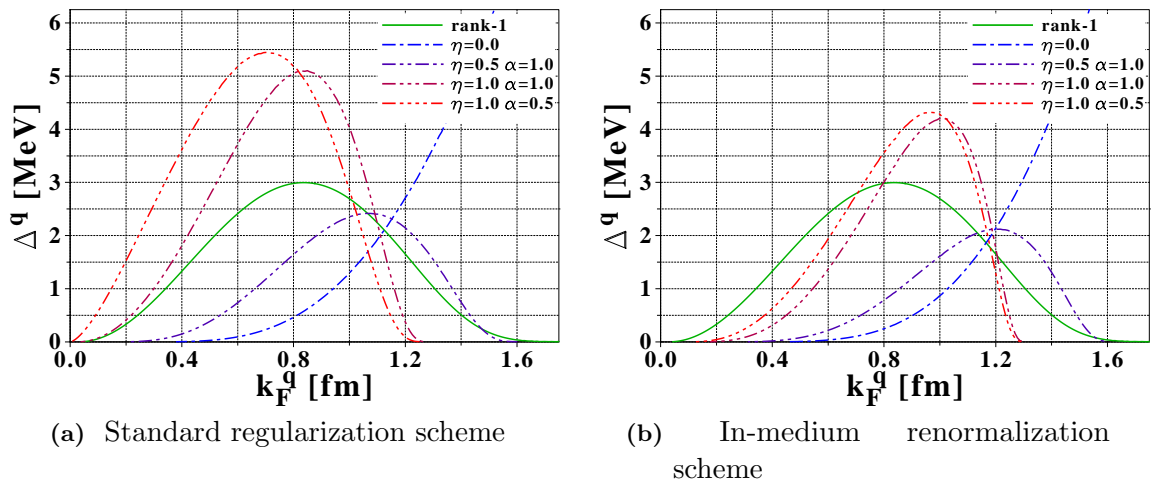 6
5
4
3
2
1
0
Δq [MeV]
rank-1
η=0.0
η=0.5 α=1.0
η=1.0 α=1.0
η=1.0 α=0.5
0.0 0.4 0.8 1.2 1.6
kFq [fm]
(a) Standard regularization scheme
6
5
4
3
2
1
0
Δq [MeV]
rank-1
η=0.0
η=0.5 α=1.0
η=1.0 α=1.0
η=1.0 α=0.5
0.0 0.4 0.8 1.2 1.6
kFq [fm]
(b) In-medium renormalization
scheme